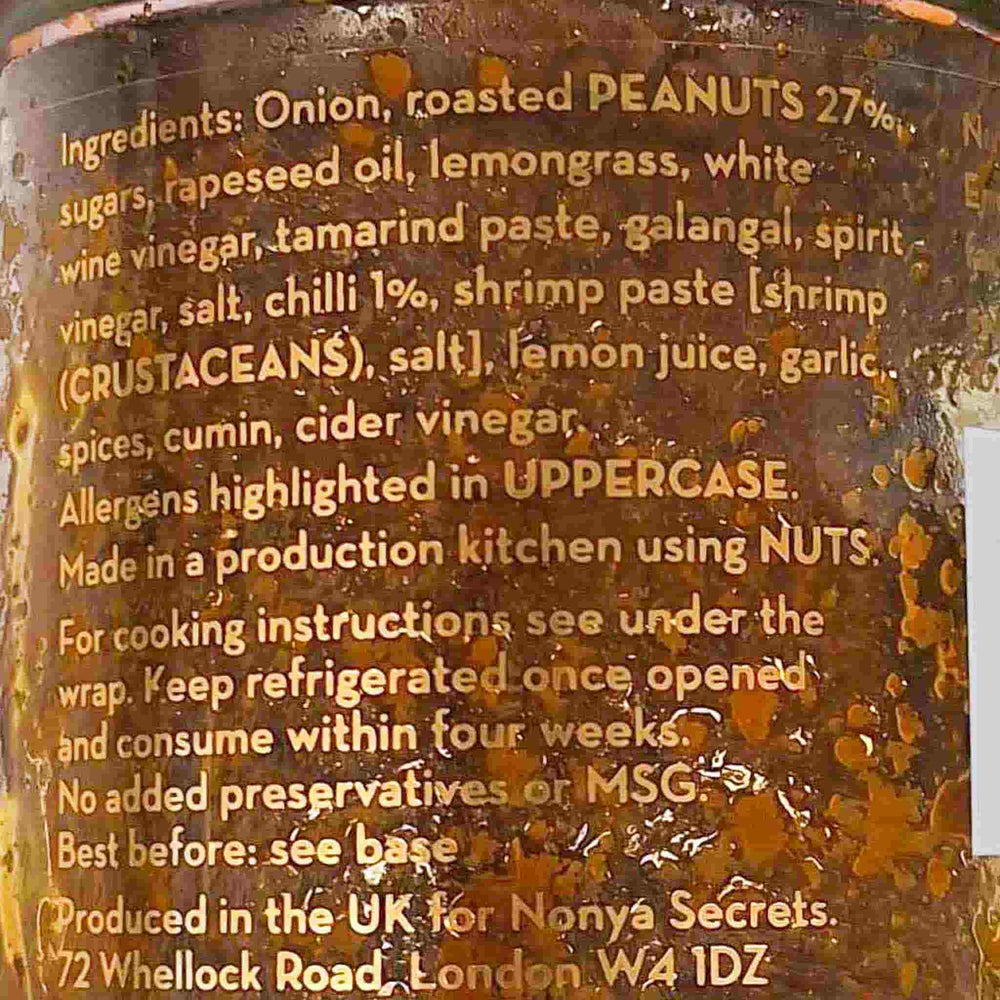 Ingredients: Onion, roasted PEANUTS 27%,
sugars, rapeseed oil, lemongrass, white
wine vinegar, tamarind paste, galangal, spirit
vinegar, salt, chilli 1%, shrimp paste [shrimp
(CRUSTACEANS), salt], lemon juice, garlic,
spices, cumin, cider vinegar.
Allergens highlighted in UPPERCASE.
Made in a production kitchen using NUTS.
For cooking instructions see under the
wrap. Keep refrigerated once opened
and consume within four weeks.
No added preservatives or MSG.
Best before: see base
Produced in the UK for Nonya Secrets.
72 Whellock Road, London W4 1DZ